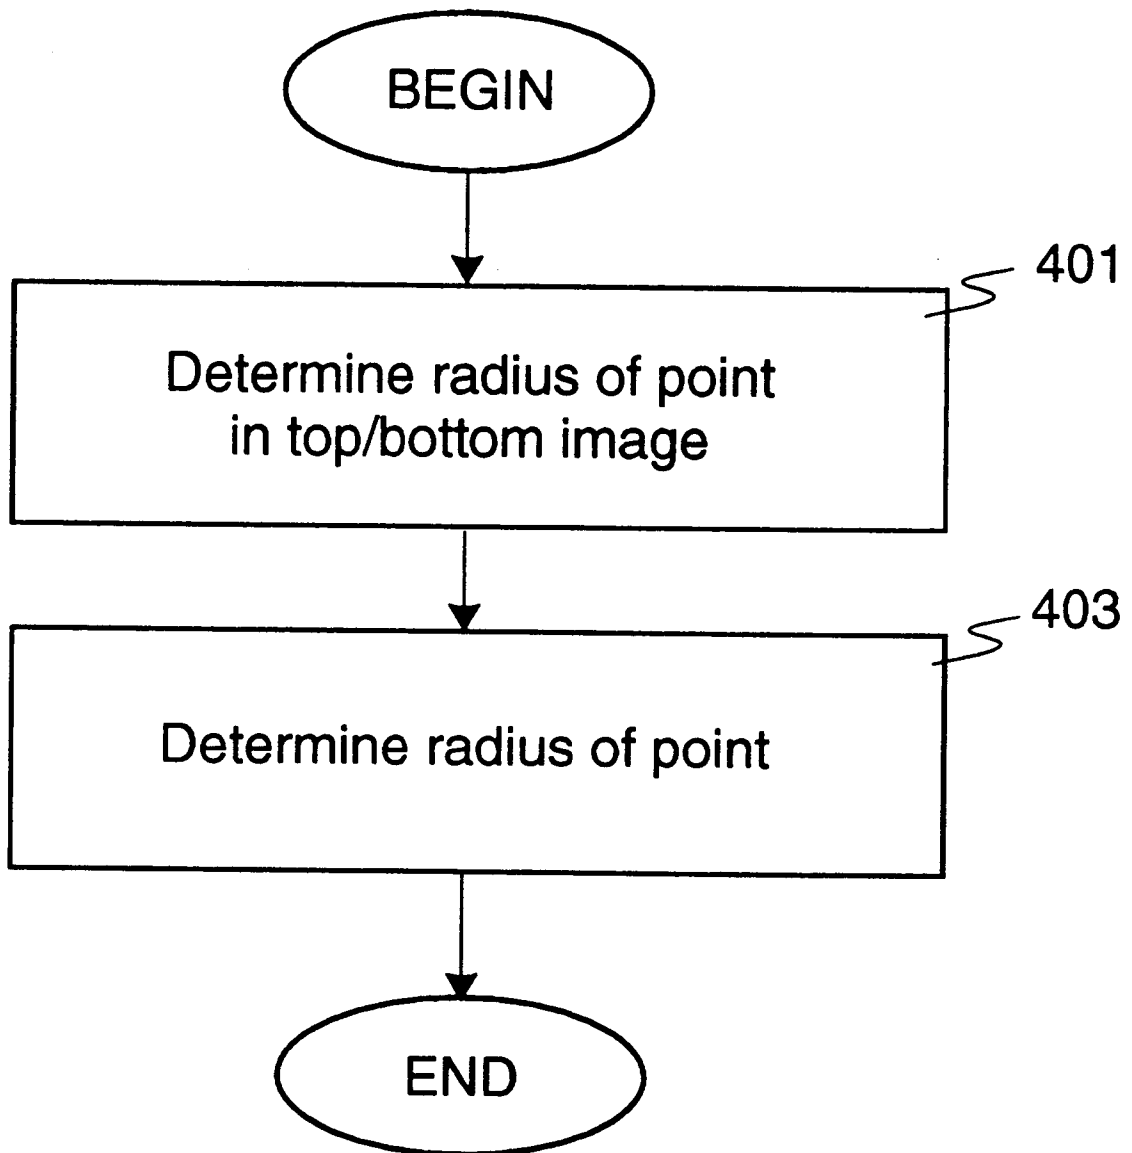 BEGIN
401
Determine radius of point
in top/bottom image
403
Determine radius of point
END